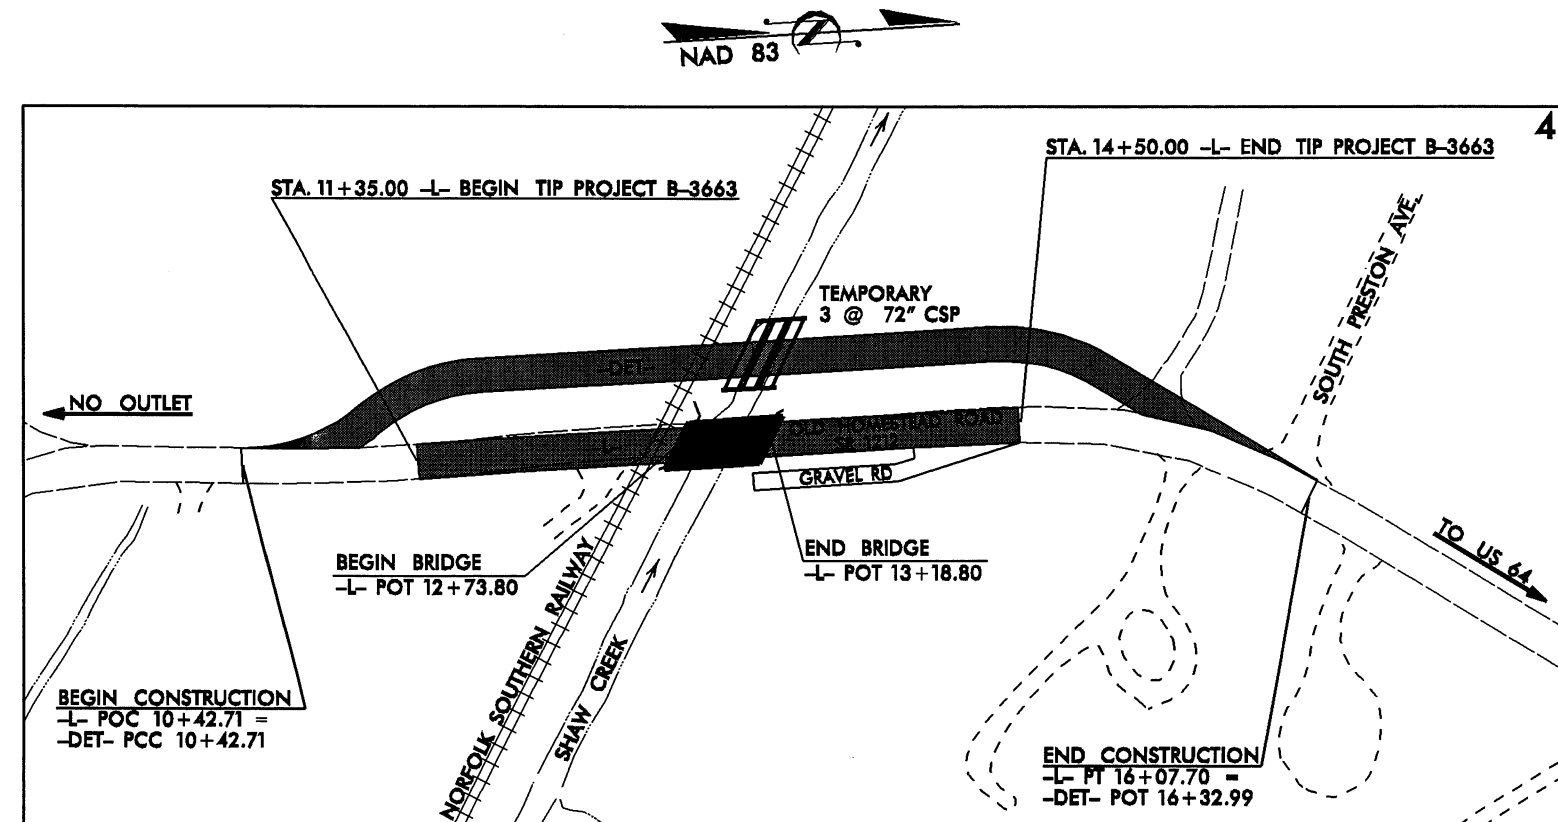 NAD 83
4
STA. 14+50.00 -L- END TIP PROJECT B-3663
STA. 11+35.00 -L- BEGIN TIP PROJECT B-3663
SOUTH PRESTON AVE.
TEMPORARY
3 @ 72" CSP
-DET-
NO OUTLET
OLD HOMESTEAD ROAD
SR 1212
-L-
GRAVEL RD
TO US 64
BEGIN BRIDGE
-L- POT 12+73.80
END BRIDGE
-L- POT 13+18.80
NORFOLK SOUTHERN RAILWAY
SHAW CREEK
BEGIN CONSTRUCTION
-L- POC 10+42.71 =
-DET- PCC 10+42.71
END CONSTRUCTION
-L- PT 16+07.70 =
-DET- POT 16+32.99